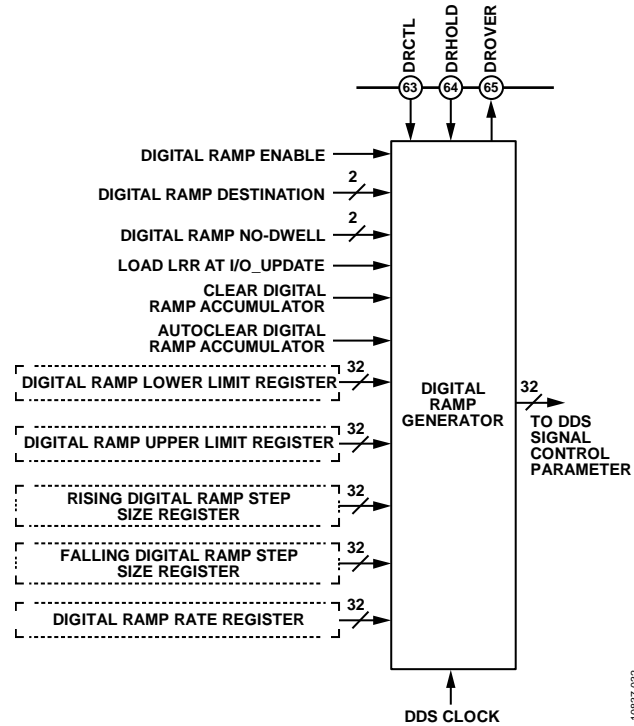 DRCTL
DRHOLD
DROVER
63
64
65
DIGITAL RAMP ENABLE
2
DIGITAL RAMP DESTINATION
2
DIGITAL RAMP NO-DWELL
LOAD LRR AT I/O_UPDATE
CLEAR DIGITAL
RAMP ACCUMULATOR
AUTOCLEAR DIGITAL
RAMP ACCUMULATOR
32
DIGITAL RAMP LOWER LIMIT REGISTER
32
DIGITAL RAMP UPPER LIMIT REGISTER
32
RISING DIGITAL RAMP STEP
SIZE REGISTER
32
FALLING DIGITAL RAMP STEP
SIZE REGISTER
32
DIGITAL RAMP RATE REGISTER
DIGITAL
RAMP
GENERATOR
32
TO DDS
SIGNAL
CONTROL
PARAMETER
DDS CLOCK